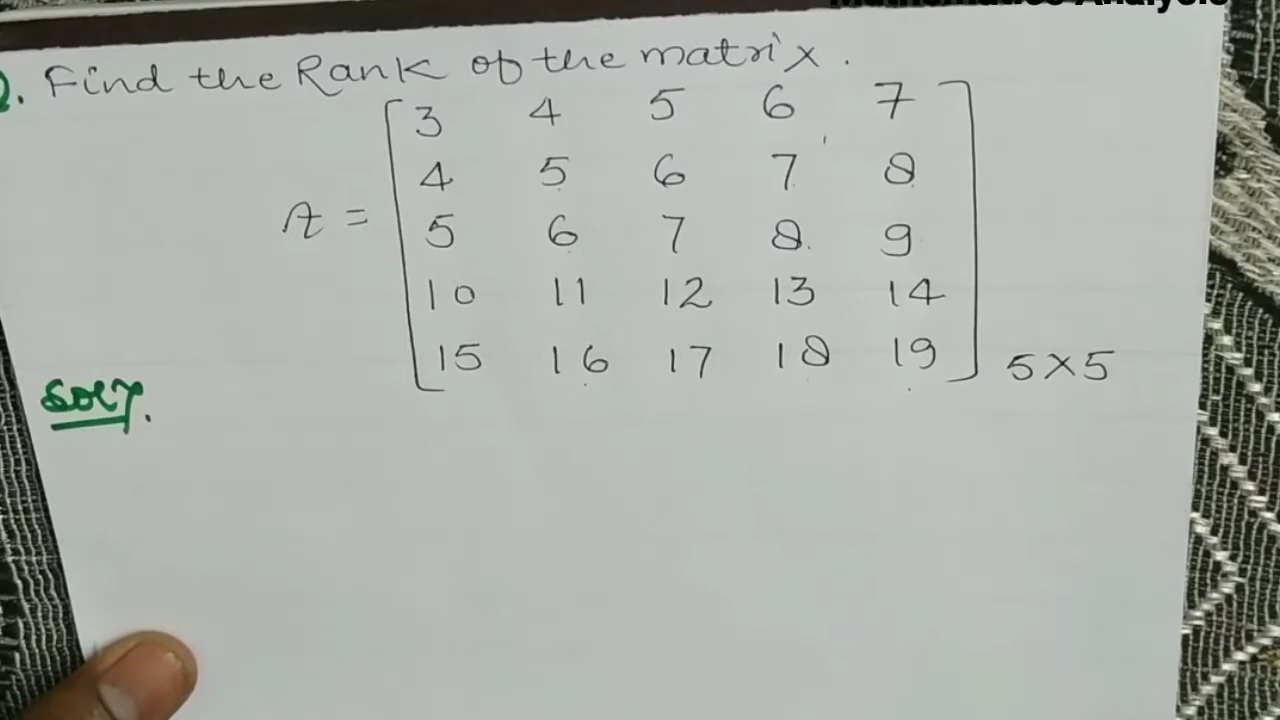 Q. Find the Rank of the matrix.
A = [ 3 4 5 6 7
4 5 6 7 8
5 6 7 8 9
10 11 12 13 14
15 16 17 18 19 ] 5×5
Soln.